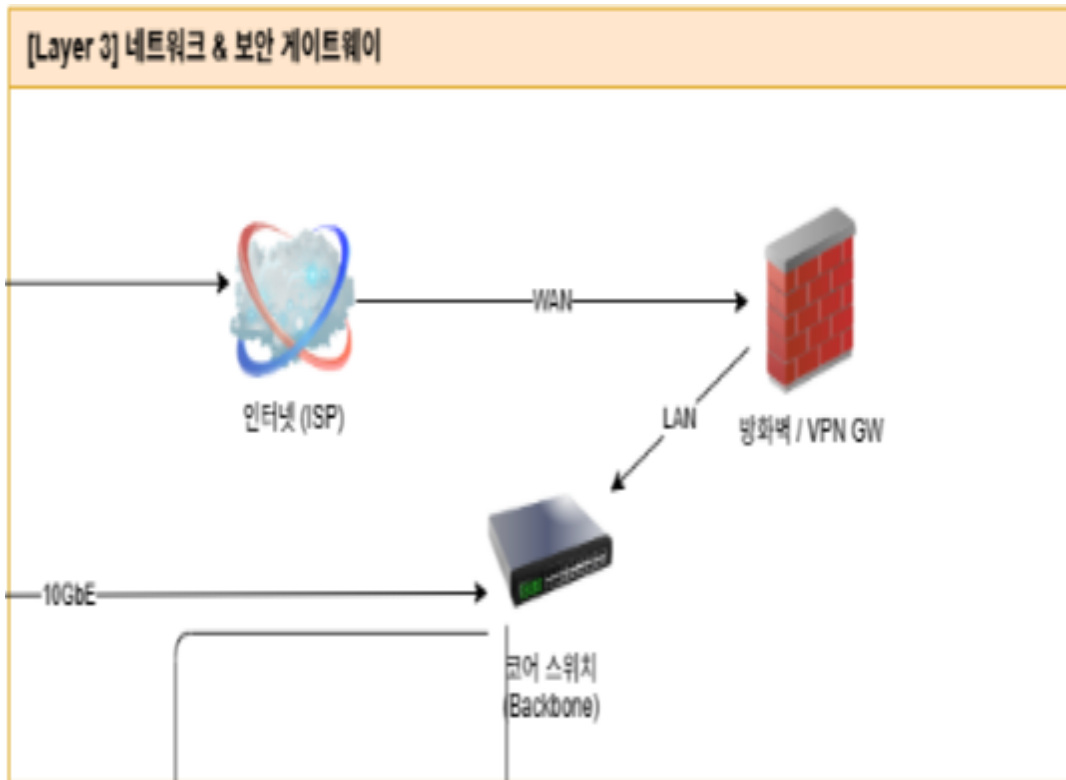 [Layer 3] 네트워크 & 보안 게이트웨이
WAN
인터넷 (ISP)
LAN
방화벽 / VPN GW
10GbE
코어 스위치
(Backbone)